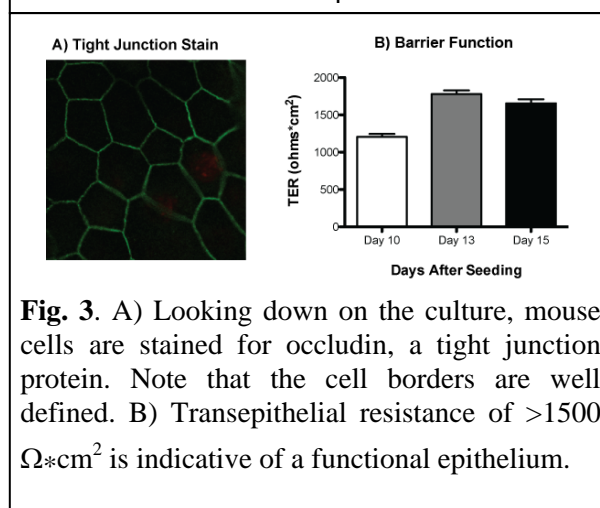 A) Tight Junction Stain
B) Barrier Function
TER (ohms*cm²)
2000
1500
1000
500
0
Day 10 Day 13 Day 15
Days After Seeding
Fig. 3. A) Looking down on the culture, mouse
cells are stained for occludin, a tight junction
protein. Note that the cell borders are well
defined. B) Transepithelial resistance of >1500
Ω*cm² is indicative of a functional epithelium.